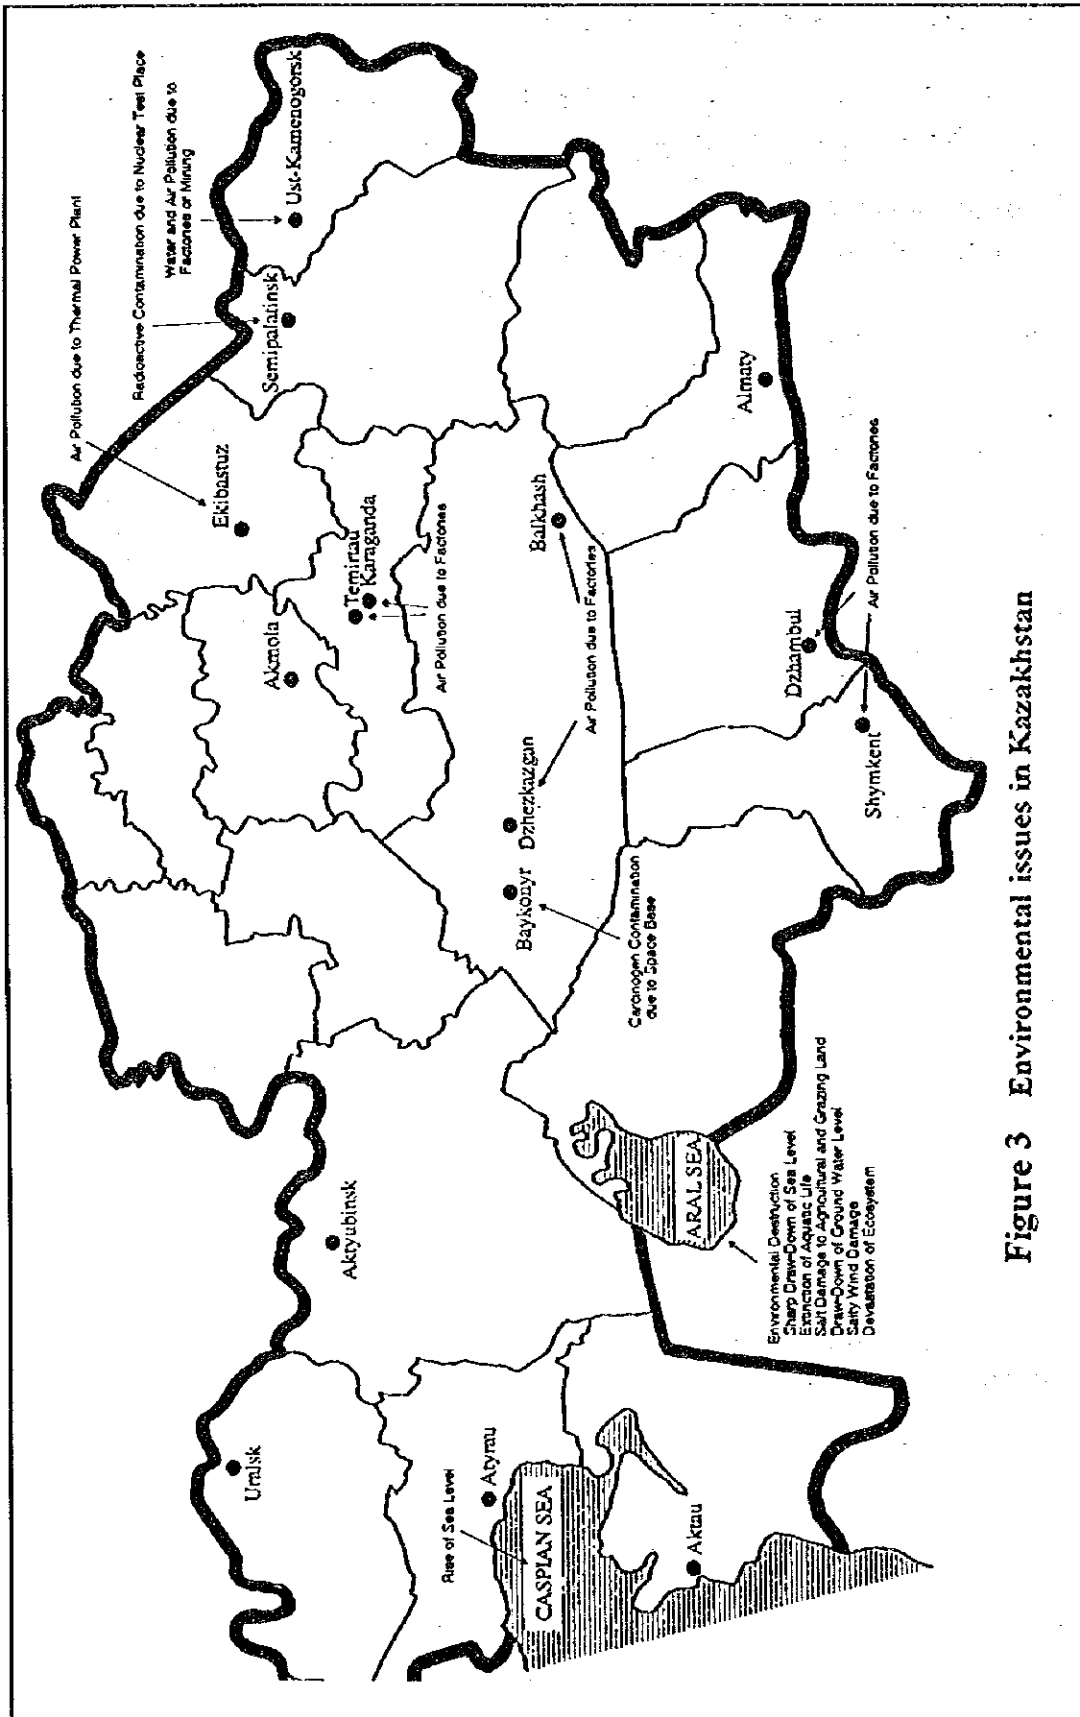 Air Pollution due to Thermal Power Plant
Radioactive Contamination due to Nuclear Test Place
Water and Air Pollution due to
Factories or Mining
Ust-Kamenogorsk
Semipalatinsk
Ekibastuz
Temirtau
Karaganda
Air Pollution due to Factories
Akmola
Uralsk
Aktyubinsk
Rise of Sea Level
Atyrau
CASPIAN SEA
Aktau
ARAL SEA
Environmental Destruction
Sharp Draw-Down of Sea Level
Extinction of Aquatic Life
Salt Damage to Agricultural and Grazing Land
Draw-Down of Ground Water Level
Salty Wind Damage
Devastation of Ecosystem
Baykonyr
Dzhezkazgan
Carcinogen Contamination
due to Space Base
Air Pollution due to Factories
Balkhash
Almaty
Dzhambul
Shymkent
Air Pollution due to Factories
Figure 3 Environmental issues in Kazakhstan